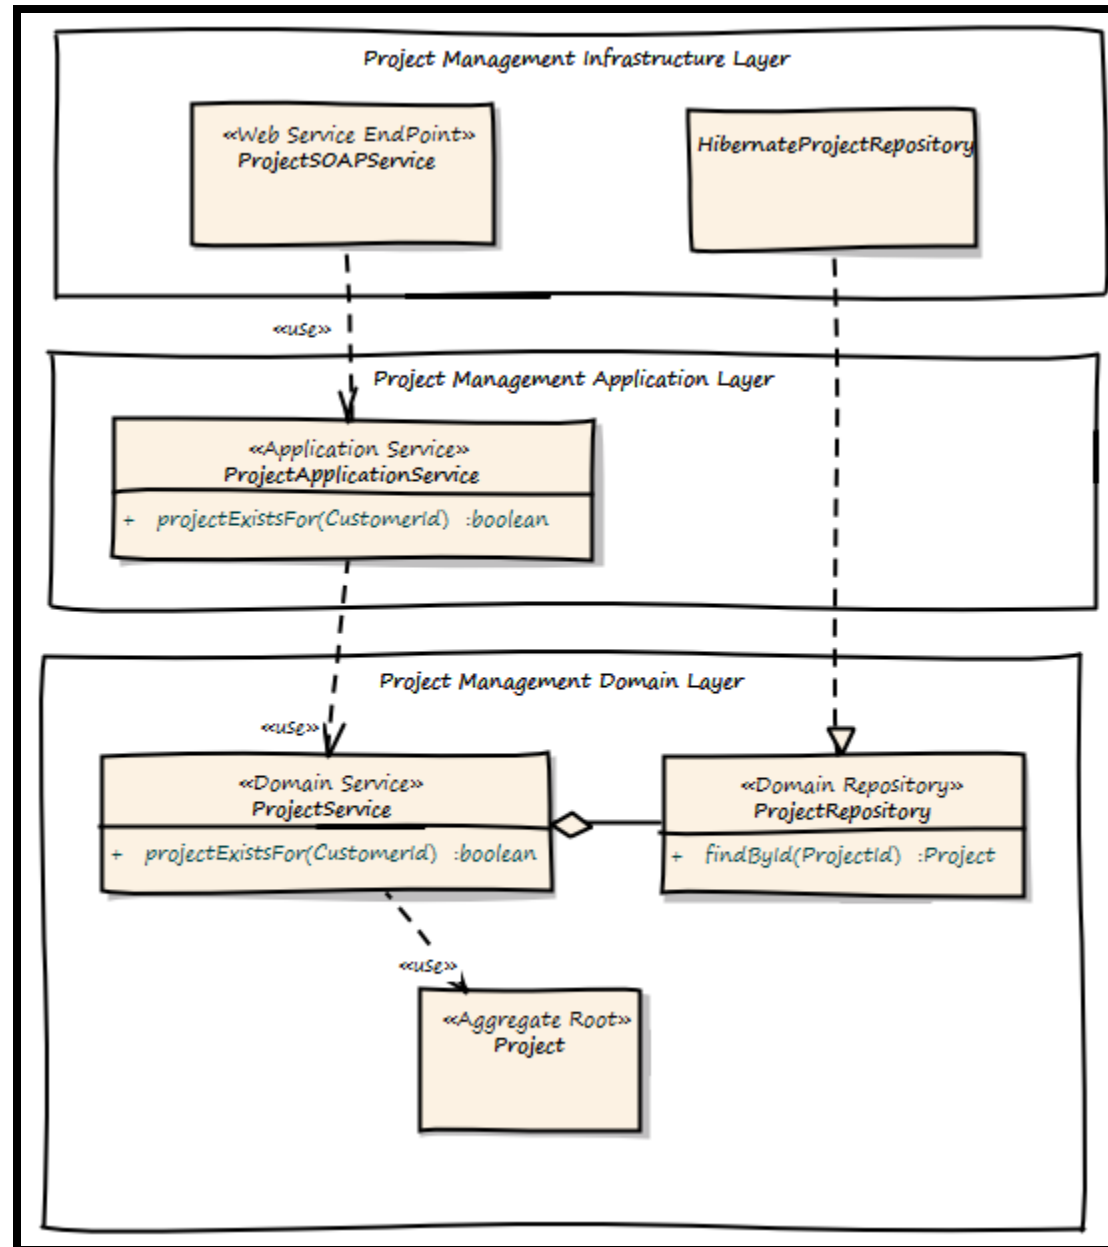 Project Management Infrastructure Layer
«Web Service EndPoint»
ProjectSOAPService
HibernateProjectRepository
«use»
Project Management Application Layer
«Application Service»
ProjectApplicationService
+ projectExistsFor(CustomerId) :boolean
Project Management Domain Layer
«use»
«Domain Service»
ProjectService
+ projectExistsFor(CustomerId) :boolean
«Domain Repository»
ProjectRepository
+ findById(ProjectId) :Project
«use»
«Aggregate Root»
Project